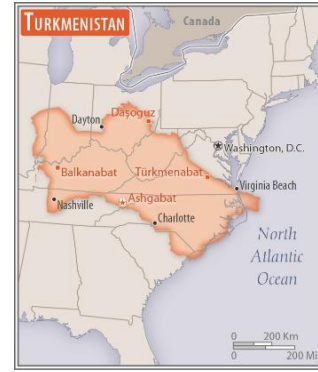 TURKMENISTAN
Canada
Daşoguz
Dayton
Washington, D.C.
Balkanabat
Türkmenabat
Virginia Beach
Nashville
Ashgabat
Charlotte
North
Atlantic
Ocean
0 200 Km
0 200 Mi